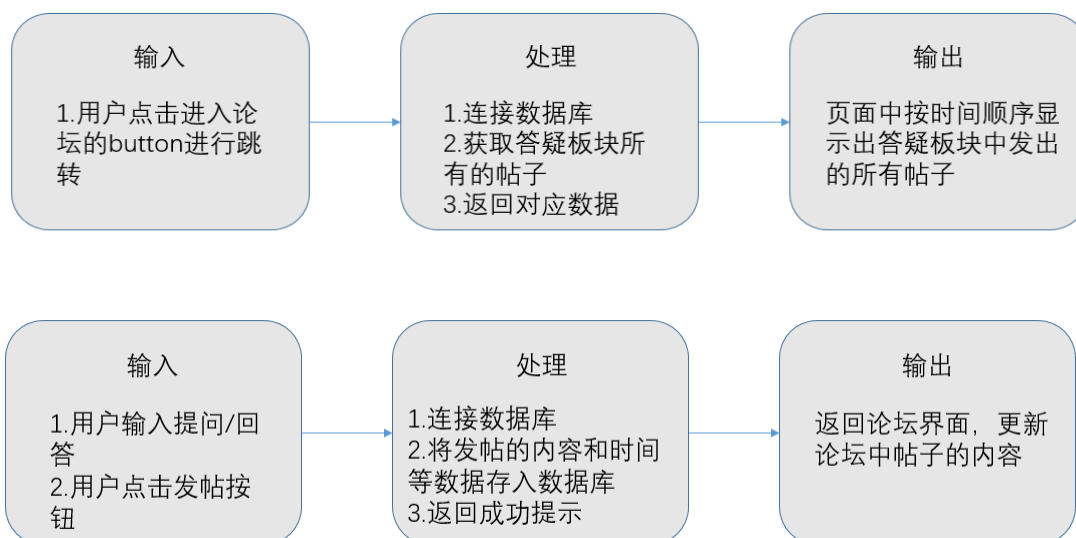 输入
1.用户点击进入论
坛的button进行跳
转
处理
1.连接数据库
2.获取答疑板块所
有的帖子
3.返回对应数据
输出
页面中按时间顺序显
示出答疑板块中发出
的所有帖子
输入
1.用户输入提问/回
答
2.用户点击发帖按
钮
处理
1.连接数据库
2.将发帖的内容和时间
等数据存入数据库
3.返回成功提示
输出
返回论坛界面，更新
论坛中帖子的内容